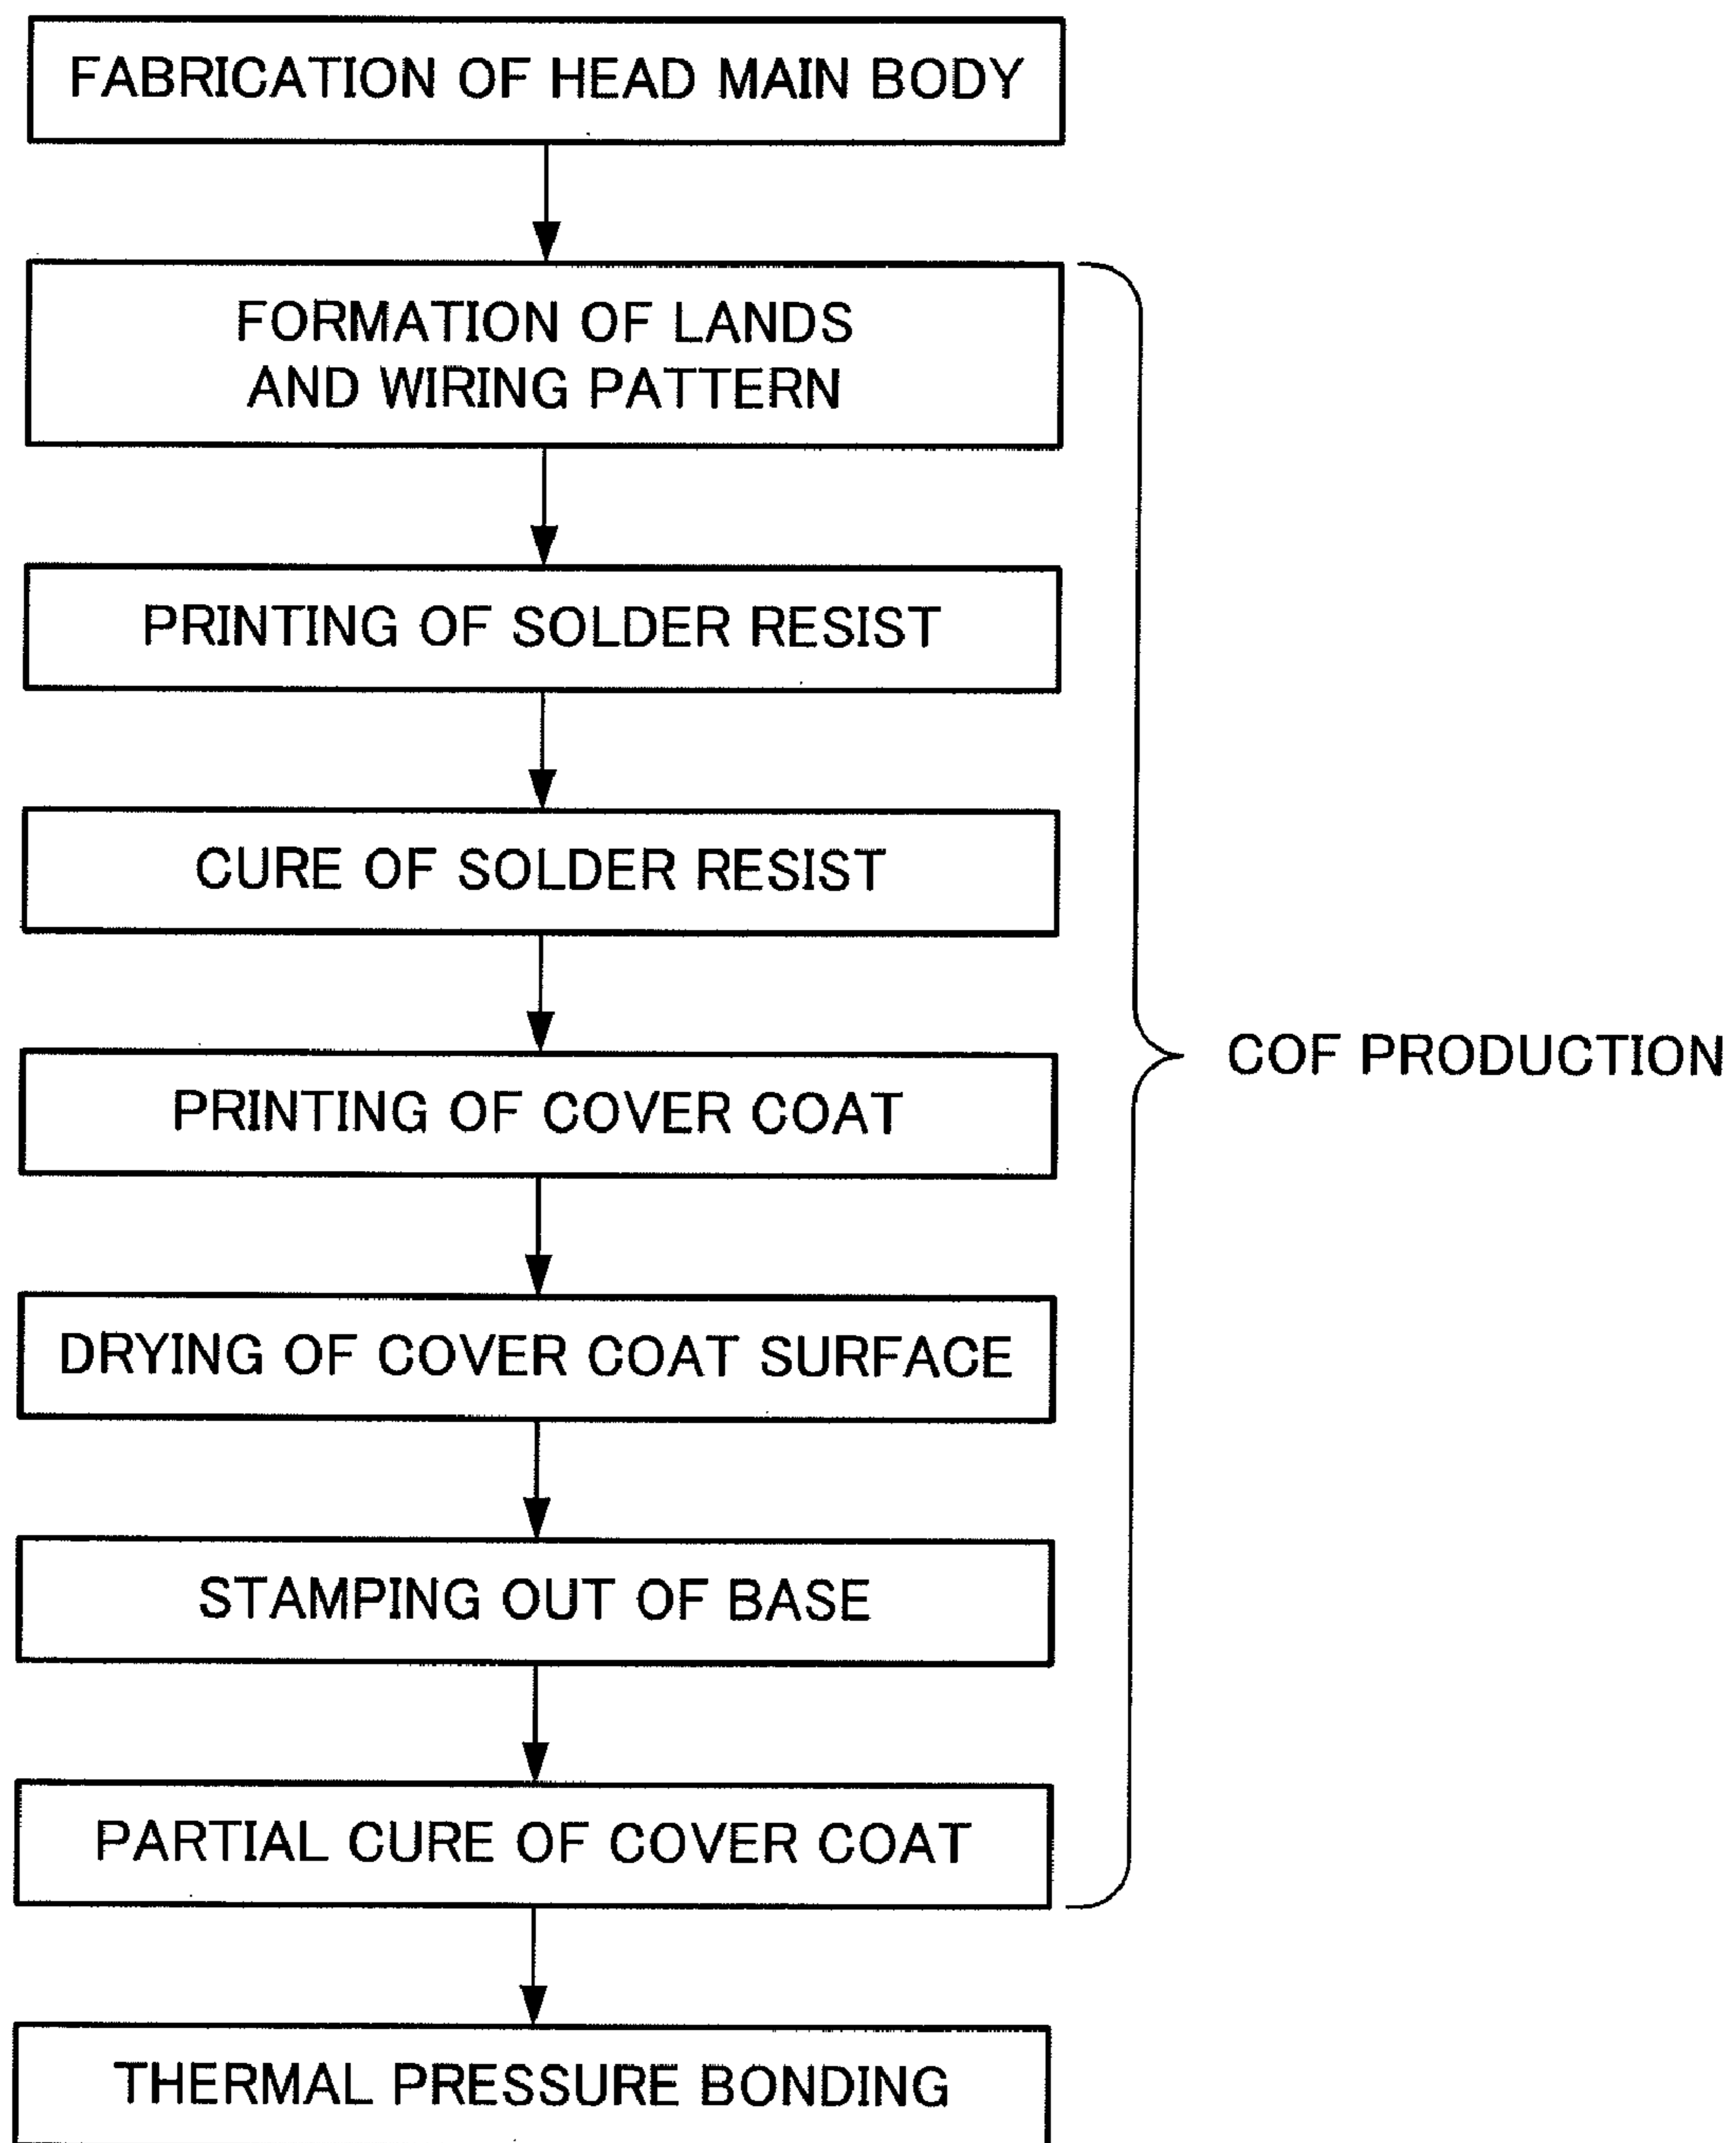 FABRICATION OF HEAD MAIN BODY
FORMATION OF LANDS
AND WIRING PATTERN
PRINTING OF SOLDER RESIST
CURE OF SOLDER RESIST
PRINTING OF COVER COAT
COF PRODUCTION
DRYING OF COVER COAT SURFACE
STAMPING OUT OF BASE
PARTIAL CURE OF COVER COAT
THERMAL PRESSURE BONDING